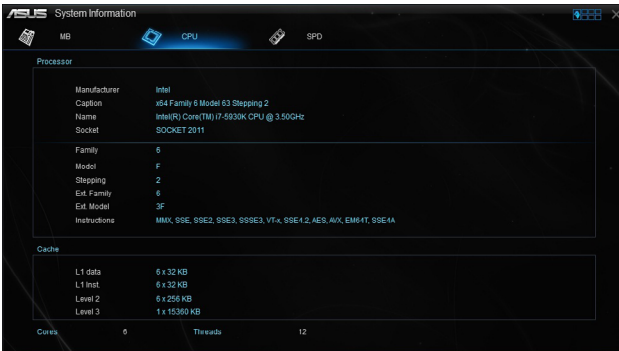 ASUS System Information
MB CPU SPD
Processor
Manufacturer Intel
Caption x64 Family 6 Model 63 Stepping 2
Name Intel(R) Core(TM) i7-5930K CPU @ 3.50GHz
Socket SOCKET 2011
Family 6
Model F
Stepping 2
Ext. Family 6
Ext. Model 3F
Instructions MMX, SSE, SSE2, SSE3, SSSE3, VT-x, SSE4.2, AES, AVX, EM64T, SSE4A
Cache
L1 data 6 x 32 KB
L1 Inst. 6 x 32 KB
Level 2 6 x 256 KB
Level 3 1 x 15360 KB
Cores 6 Threads 12